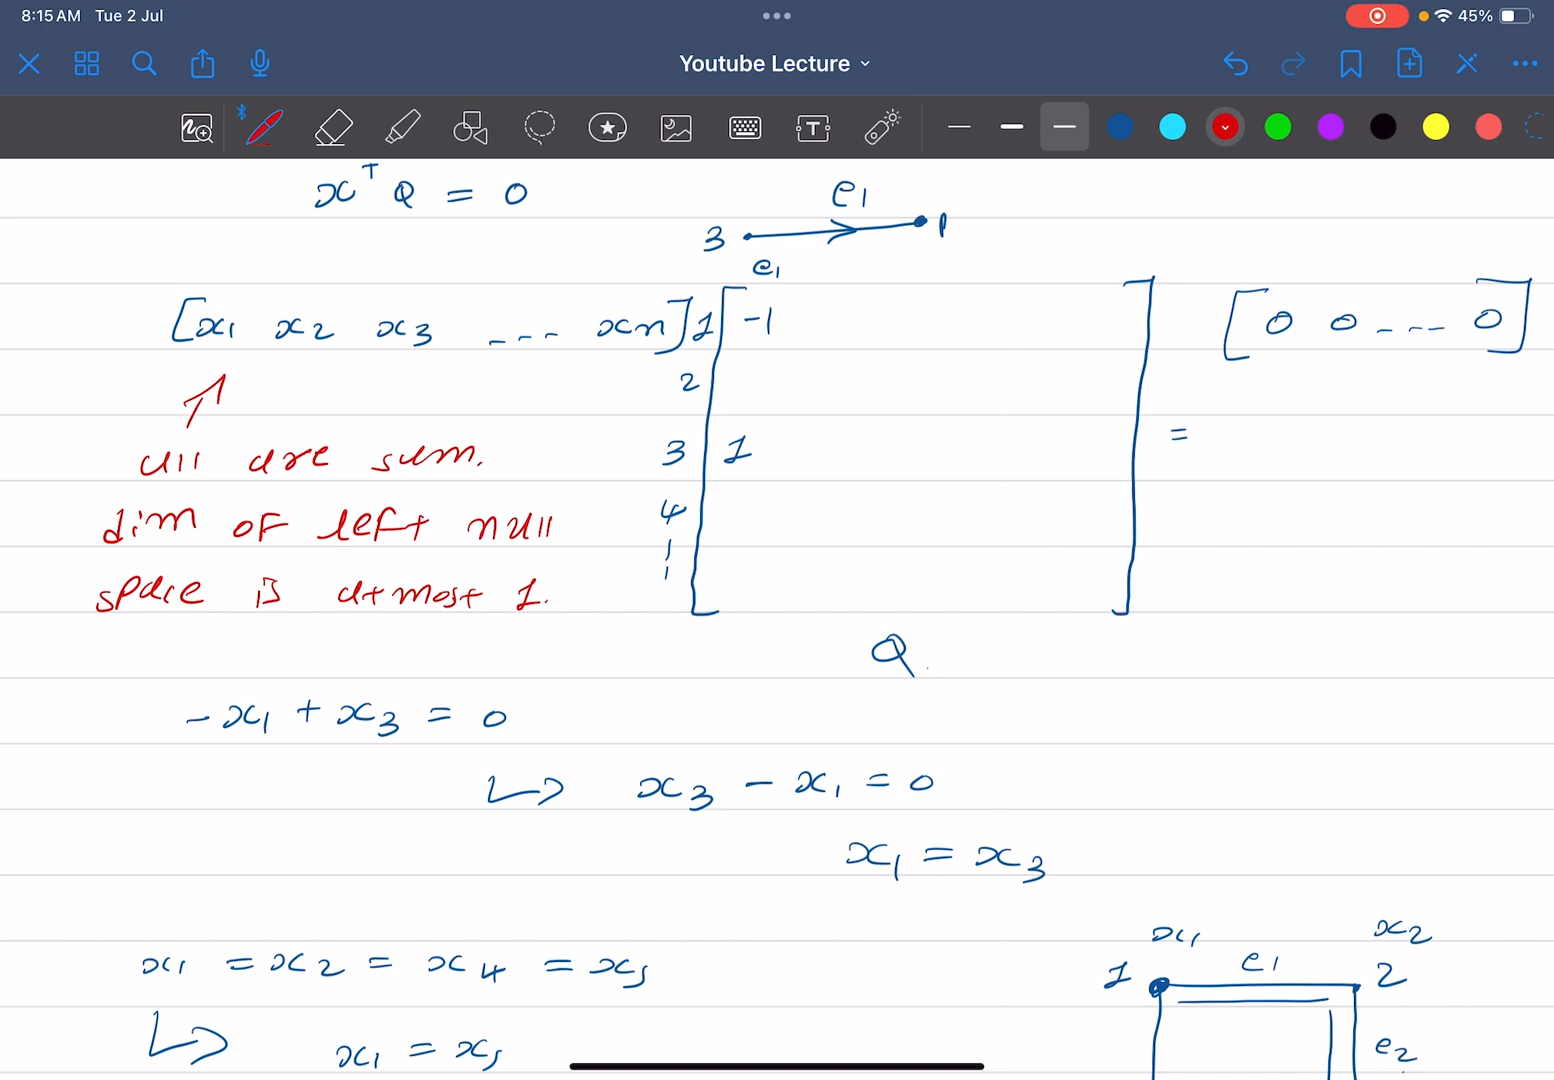 8:15 AM Tue 2 Jul
45%
Youtube Lecture
x^T Q = 0
e1
3 1
e1
[x1 x2 x3 ---- xn] 1 [ -1 ] [0 0 ---- 0]
2
3 1 =
4
all are sum.
dim of left null
space is atmost 1.
Q
- x1 + x3 = 0
↳ x3 - x1 = 0
x1 = x3
x1 x2
x1 = x2 = x4 = x5
1 e1 2
↳ x1 = x5
e2